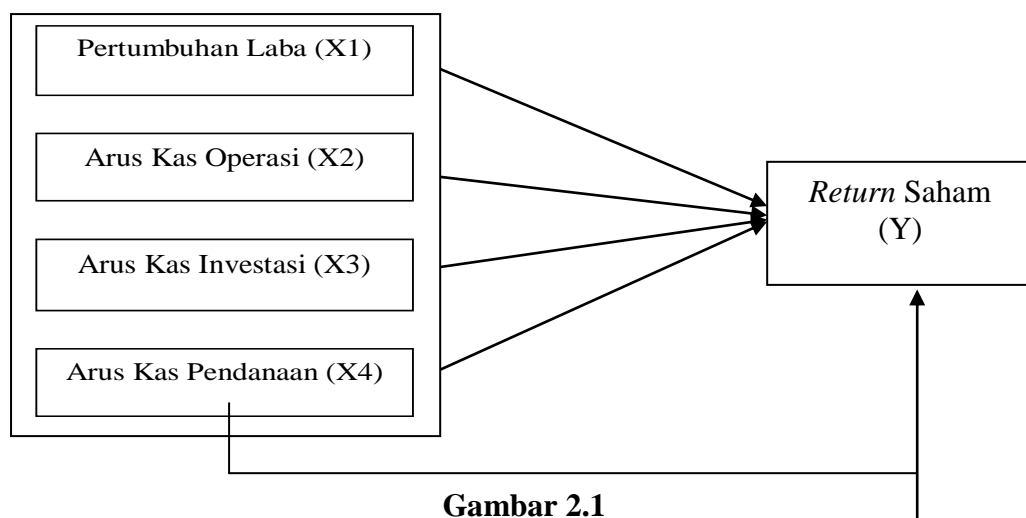 Pertumbuhan Laba (X1)
Arus Kas Operasi (X2)
Arus Kas Investasi (X3)
Arus Kas Pendanaan (X4)
Return Saham
(Y)
Gambar 2.1